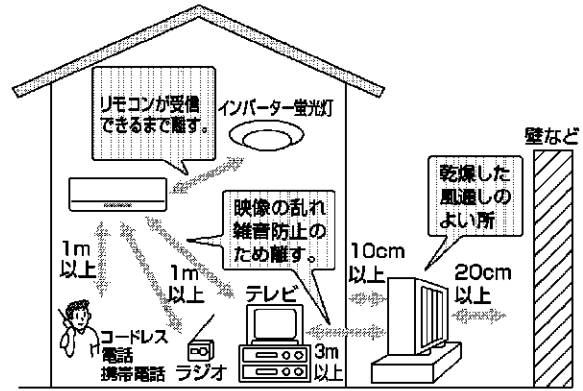 リモコンが受信
できるまで離す。
インバーター蛍光灯
壁など
乾燥した
風通しの
よい所
映像の乱れ
雑音防止の
ため離す。
1m
以上
1m
以上
テレビ
10cm
以上
20cm
以上
コードレス
電話
携帯電話
ラジオ
3m
以上